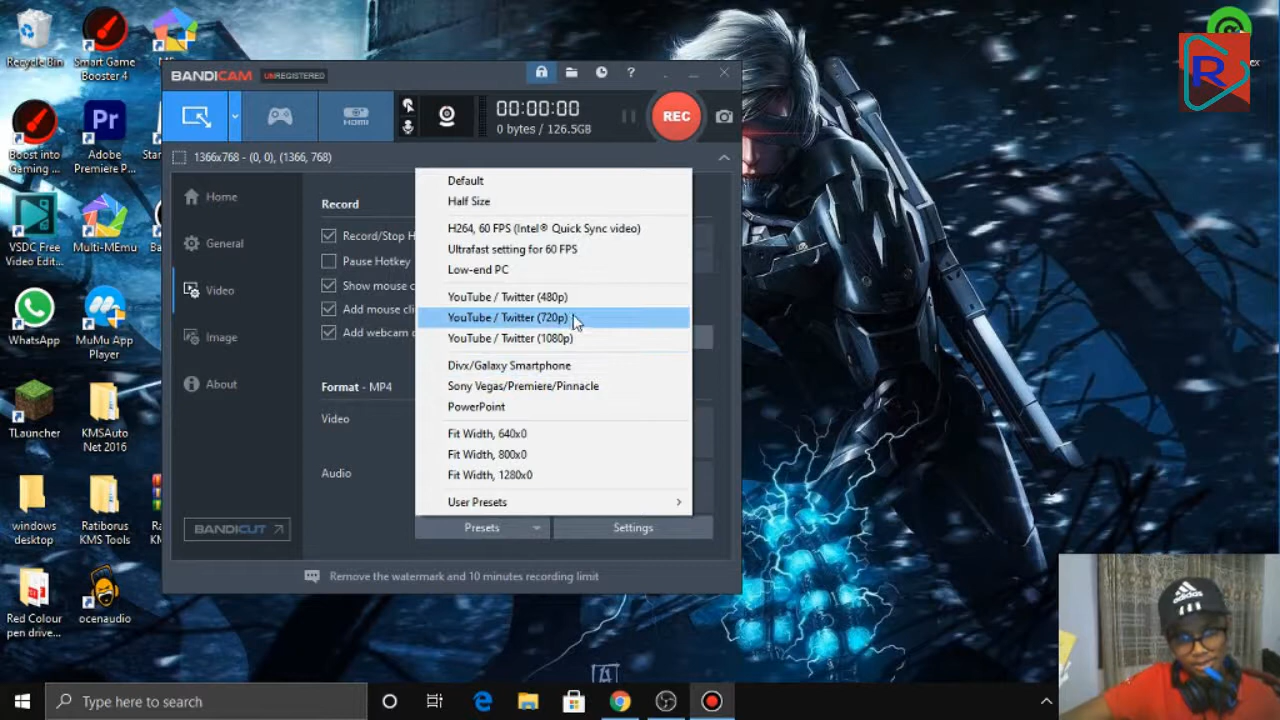 Recycle Bin
Smart Game
Booster 4
BANDICAM UNREGISTERED
?
R
Boost into
Gaming ...
Pr
Adobe
Premiere P...
HDMI
00:00:00
0 bytes / 126.5GB
REC
1366x768 - (0, 0), (1366, 768)
VSDC Free
Video Edit...
Multi-MEmu
Home
General
Video
Image
About
BANDICUT
Record
Record/Stop H
Pause Hotkey
Show mouse c
Add mouse cli
Add webcam
Format - MP4
Video
Audio
Default
Half Size
H264, 60 FPS (Intel® Quick Sync video)
Ultrafast setting for 60 FPS
Low-end PC
YouTube / Twitter (480p)
YouTube / Twitter (720p)
YouTube / Twitter (1080p)
Divx/Galaxy Smartphone
Sony Vegas/Premiere/Pinnacle
PowerPoint
Fit Width, 640x0
Fit Width, 800x0
Fit Width, 1280x0
User Presets
Presets
Settings
Remove the watermark and 10 minutes recording limit
WhatsApp
MuMu App
Player
TLauncher
KMSAuto
Net 2016
windows
desktop
Ratiborus
KMS Tools
Red Colour
pen drive...
ocenaudio
adidas
Type here to search